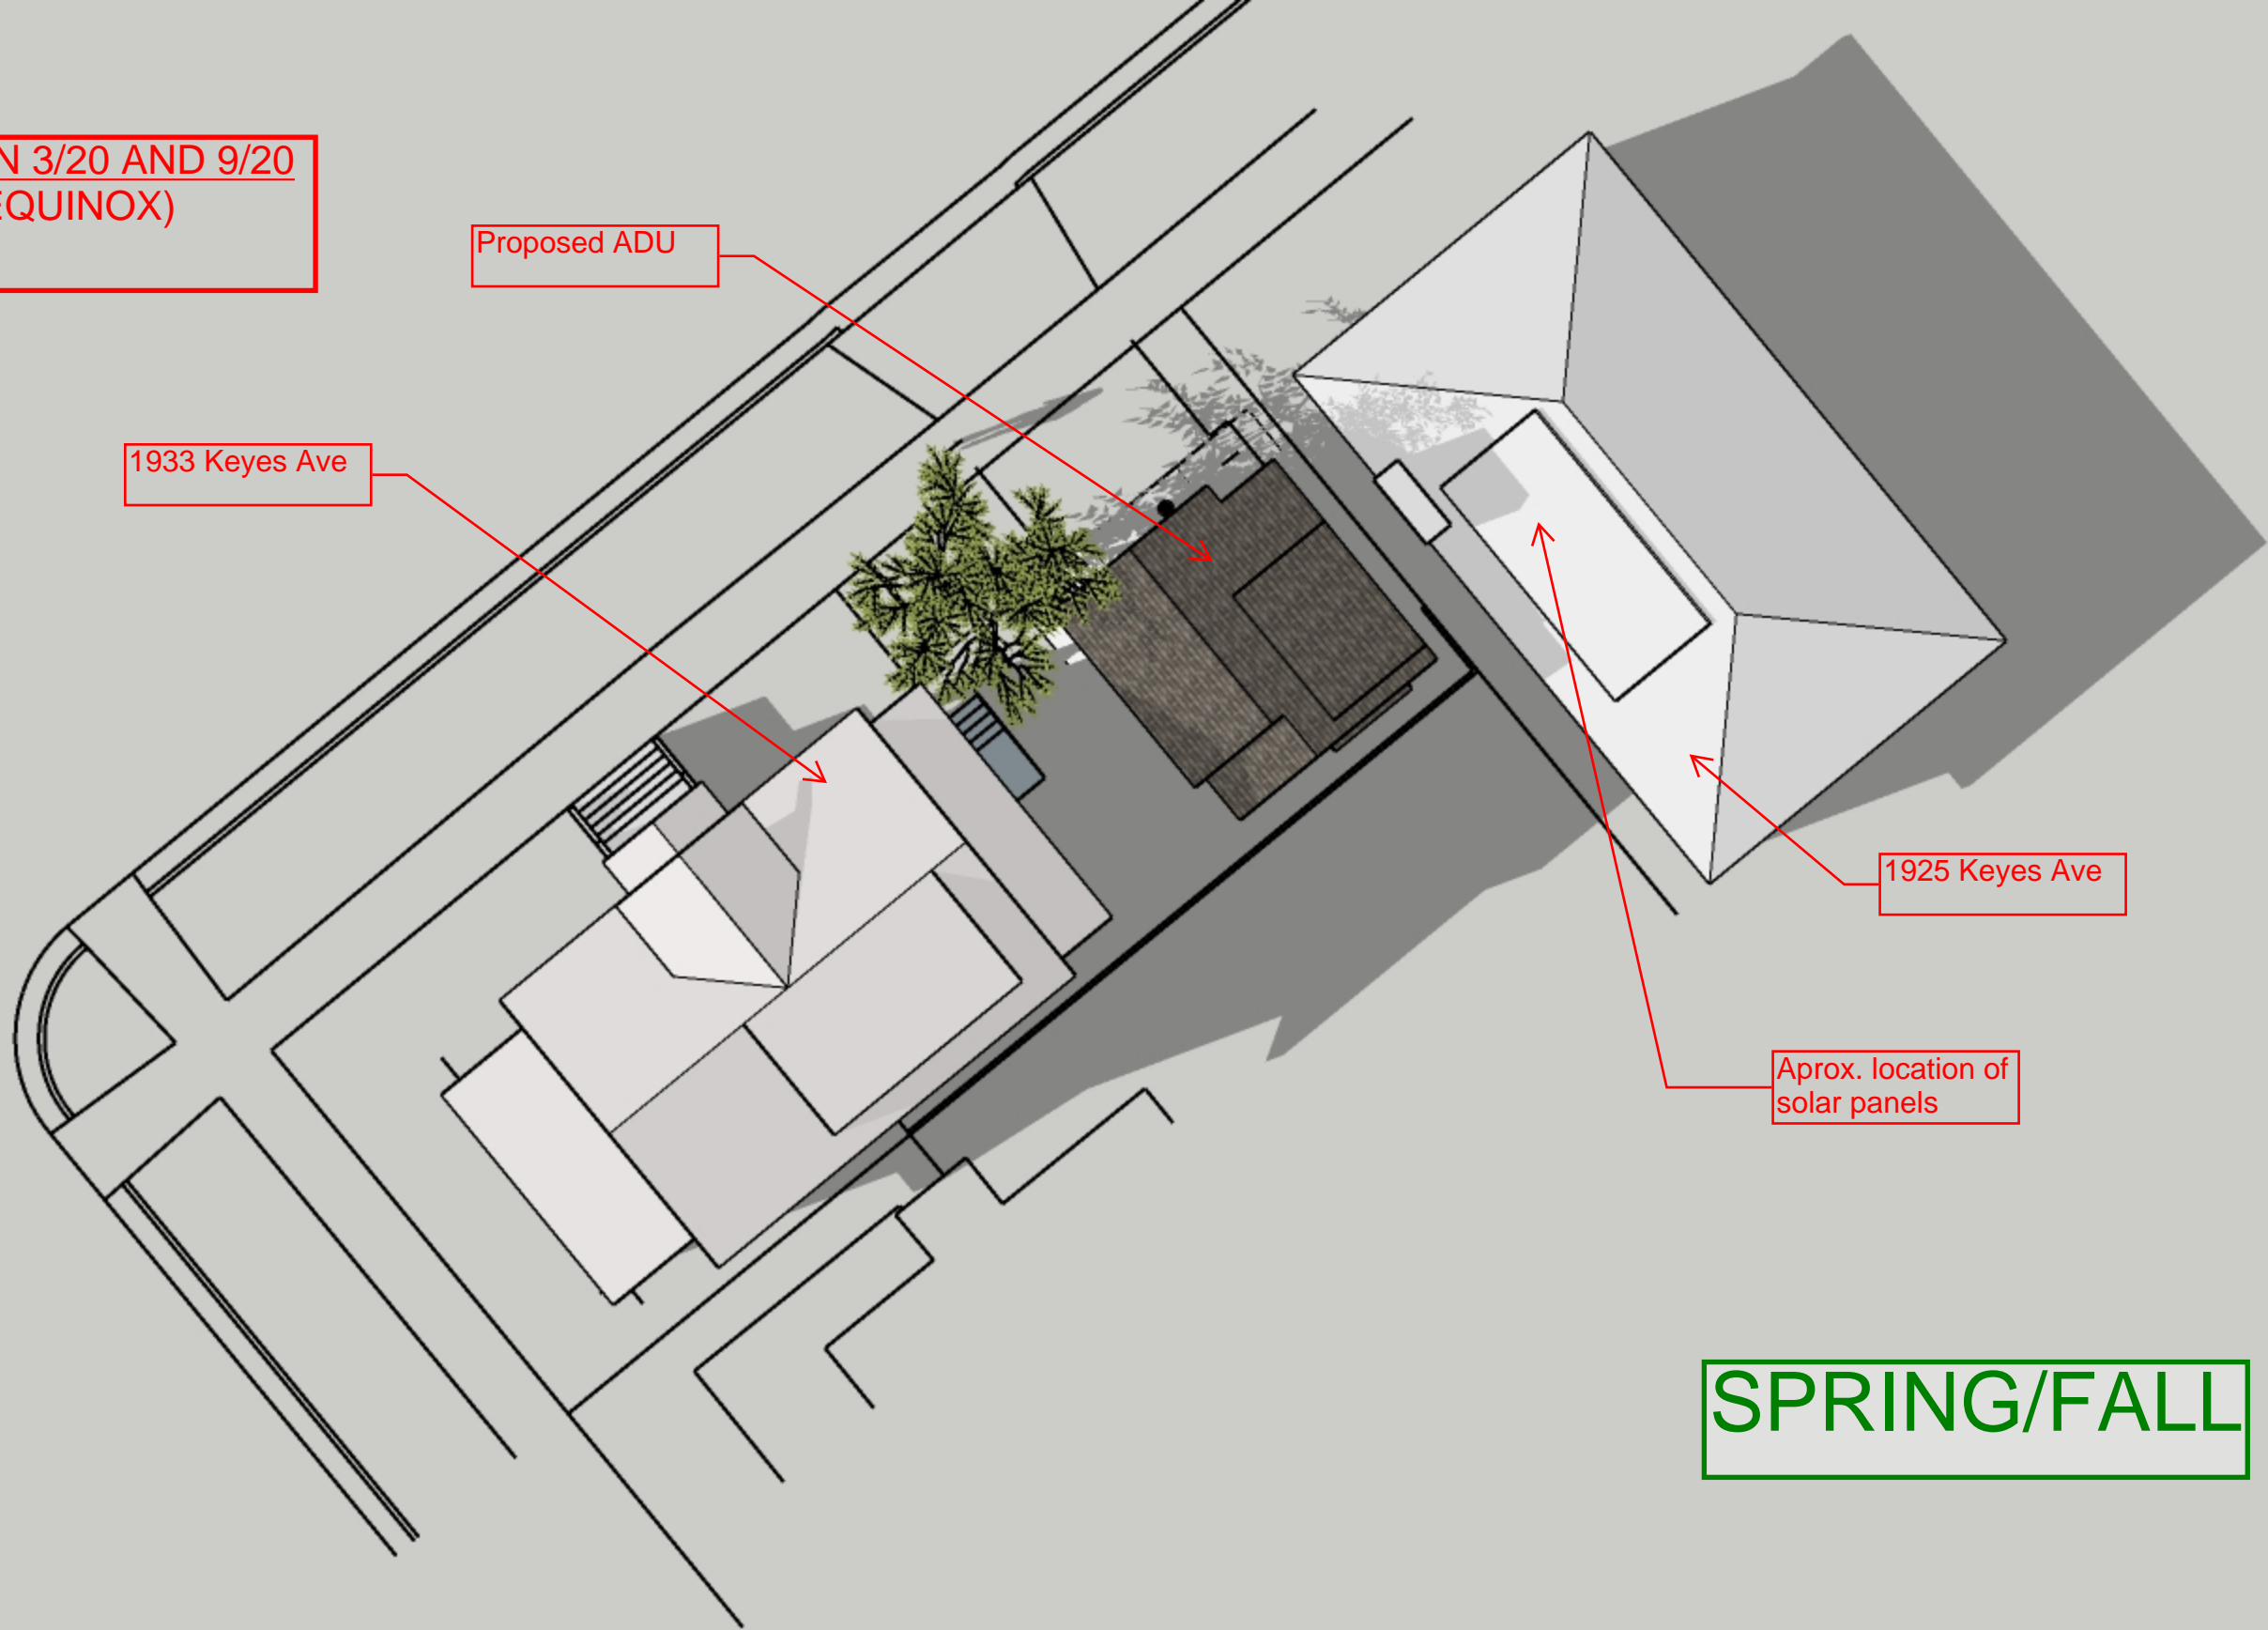 3/20 AND 9/20
EQUINOX)
Proposed ADU
1933 Keyes Ave
1925 Keyes Ave
Aprox. location of
solar panels
SPRING/FALL